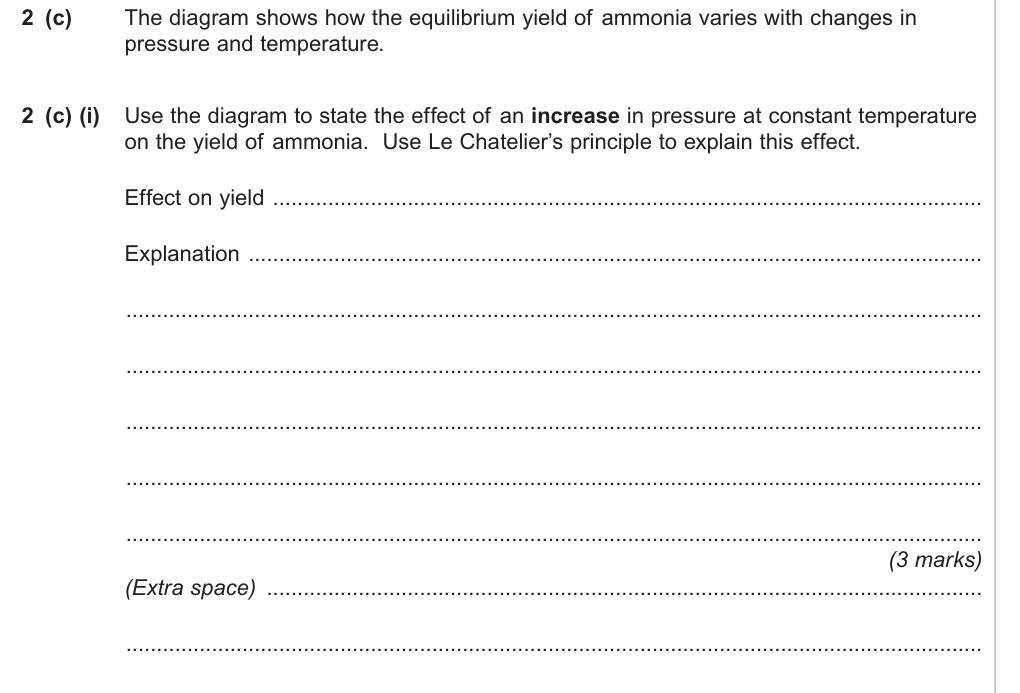 2 (c) The diagram shows how the equilibrium yield of ammonia varies with changes in
pressure and temperature.
2 (c) (i) Use the diagram to state the effect of an increase in pressure at constant temperature
on the yield of ammonia. Use Le Chatelier's principle to explain this effect.
Effect on yield ....................................................................................................................
Explanation ........................................................................................................................
............................................................................................................................................
............................................................................................................................................
............................................................................................................................................
............................................................................................................................................
............................................................................................................................................
(3 marks)
(Extra space) .....................................................................................................................
............................................................................................................................................